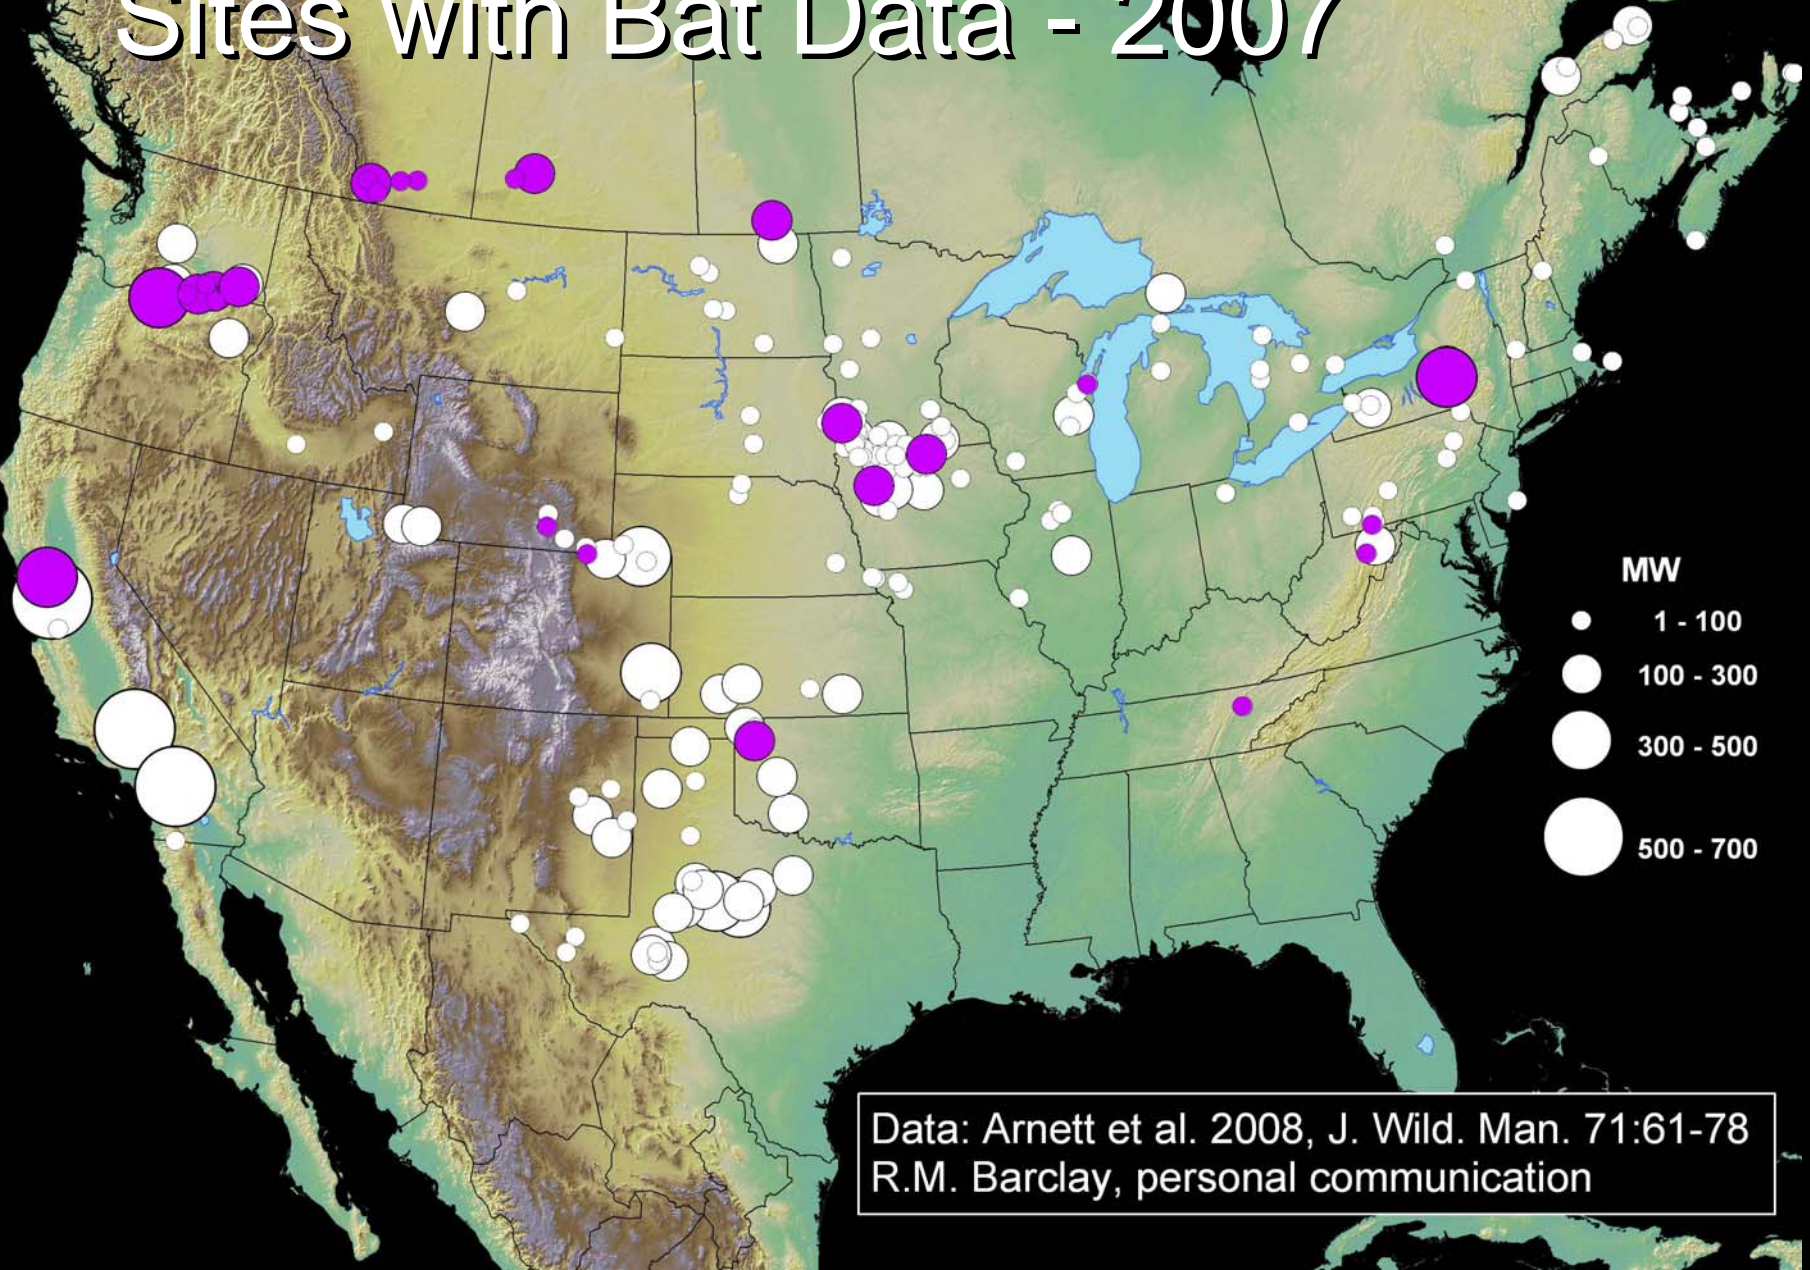 Sites with Bat Data - 2007
MW
1 - 100
100 - 300
300 - 500
500 - 700
Data: Arnett et al. 2008, J. Wild. Man. 71:61-78
R.M. Barclay, personal communication